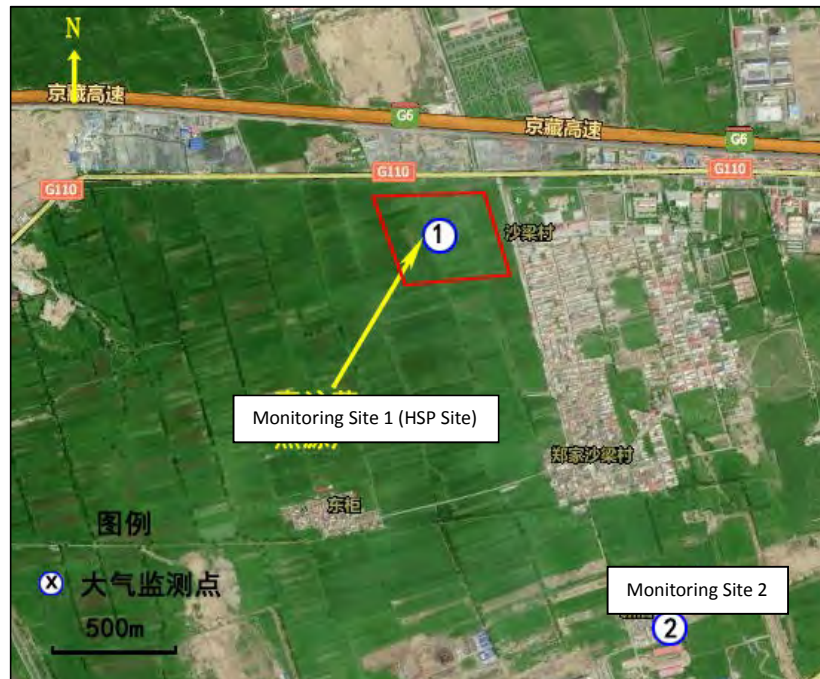 N
京藏高速
G6
京藏高速
G6
G110
G110
G110
沙梁村
1
Monitoring Site 1 (HSP Site)
郑家沙梁村
东柜
图例
X 大气监测点
500m
Monitoring Site 2
2